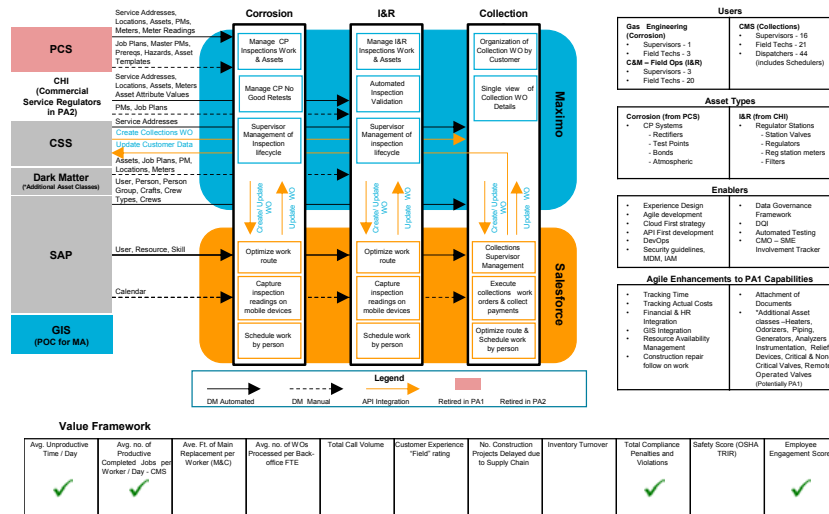 Corrosion
I&R
Collection
PCS
CHI
(Commercial
Service Regulators
in PA2)
CSS
Dark Matter
(*Additional Asset Classes)
SAP
GIS
(POC for MA)
Service Addresses,
Locations, Assets, PMs,
Meters, Meter Readings
Job Plans, Master PMs,
Prereqs, Hazards, Asset
Templates
Service Addresses,
Locations, Assets, Meters
Asset Attribute Values
PMs, Job Plans
Service Addresses
Create Collections WO
Update Customer Data
Assets, Job Plans, PM,
Locations, Meters
User, Person, Person
Group, Crafts, Crew
Types, Crews
User, Resource, Skill
Calendar
Manage CP
Inspections Work
& Assets
Manage CP No
Good Retests
Supervisor
Management of
Inspection
lifecycle
Create/ Update
WO
Update WO
Optimize work
route
Capture
inspection
readings on
mobile devices
Schedule work
by person
Manage I&R
Inspections Work
& Assets
Automated
Inspection
Validation
Supervisor
Management of
inspection
lifecycle
Create/ Update
WO
Update WO
Optimize work
route
Capture
inspection
readings on
mobile devices
Schedule work
by person
Organization of
Collection WO by
Customer
Single view of
Collection WO
Details
Create/ Update
WO
Update WO
Collections
Supervisor
Management
Execute
collections work
orders & collect
payments
Optimize route &
Schedule work
by person
Maximo
Salesforce
Legend
DM Automated
DM Manual
API Integration
Retired in PA1
Retired in PA2
Users
Gas Engineering
(Corrosion)
- Supervisors - 1
- Field Techs - 3
C&M – Field Ops (I&R)
- Supervisors - 3
- Field Techs - 20
CMS (Collections)
- Supervisors - 16
- Field Techs - 21
- Dispatchers - 44
(includes Schedulers)
Asset Types
Corrosion (from PCS)
• CP Systems
- Rectifiers
- Test Points
- Bonds
- Atmospheric
I&R (from CHI)
• Regulator Stations
- Station Valves
- Regulators
- Reg station meters
- Filters
Enablers
• Experience Design
• Agile development
• Cloud First strategy
• API First development
• DevOps
• Security guidelines,
MDM, IAM
• Data Governance
Framework
• OQI
• Automated Testing
• CMO – SME
Involvement Tracker
Agile Enhancements to PA1 Capabilities
• Tracking Time
• Tracking Actual Costs
• Financial & HR
Integration
• GIS Integration
• Resource Availability
Management
• Construction repair
follow on work
• Attachment of
Documents
• *Additional Asset
classes –Heaters,
Odorizers, Piping,
Generators, Analyzers
Instrumentation, Relief
Devices, Critical & Non-
Critical Valves, Remote
Operated Valves
(Potentially PA1)
Value Framework
Avg. Unproductive
Time / Day
Avg. no. of
Productive
Completed Jobs per
Worker / Day - CMS
Ave. Ft. of Main
Replacement per
Worker (M&C)
Avg. no. of WOs
Processed per Back-
office FTE
Total Call Volume
Customer Experience
"Field" rating
No. Construction
Projects Delayed due
to Supply Chain
Inventory Turnover
Total Compliance
Penalties and
Violations
Safety Score (OSHA
TRIR)
Employee
Engagement Score